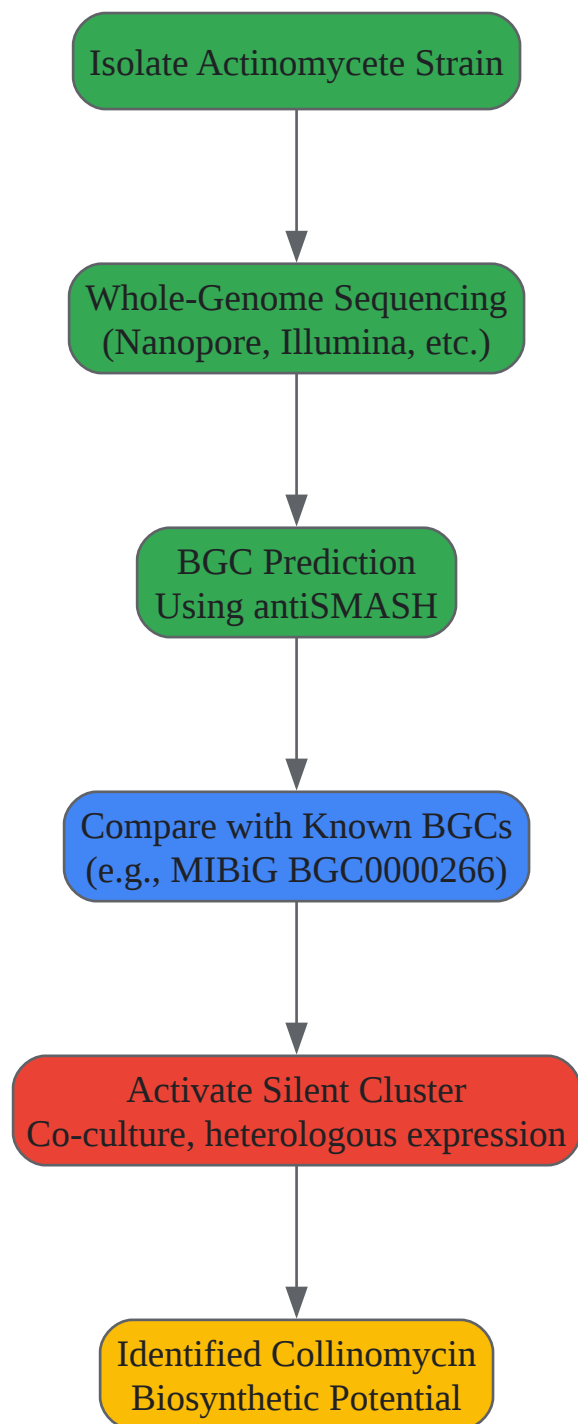 Isolate Actinomycete Strain
Whole-Genome Sequencing
(Nanopore, Illumina, etc.)
BGC Prediction
Using antiSMASH
Compare with Known BGCs
(e.g., MIBiG BGC0000266)
Activate Silent Cluster
Co-culture, heterologous expression
Identified Collinomycin
Biosynthetic Potential